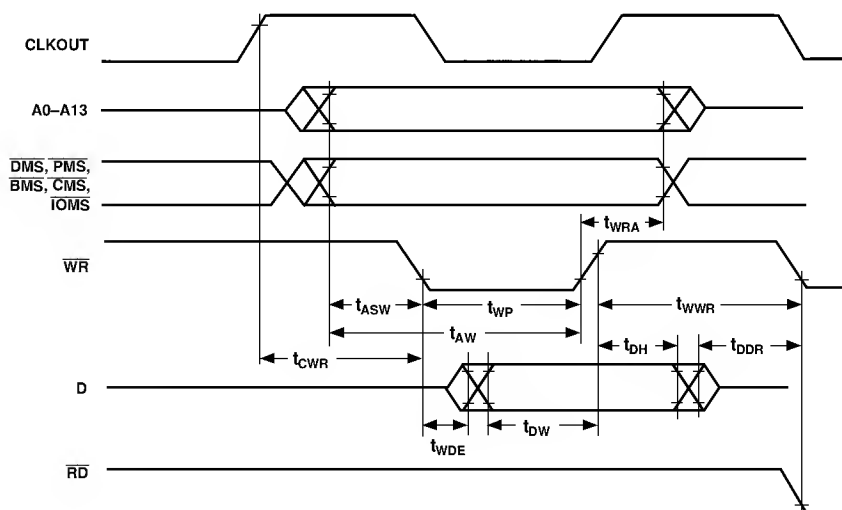 CLKOUT
A0–A13
DMS, PMS,
BMS, CMS,
IOMS
tWRA
WR
tASW
tWP
tWWR
tAW
tCWR
tDH
tDDR
D
tWDE
tDW
RD